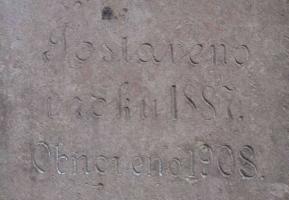 Postaveno
v roku 1887.
Obnoveno 1908.